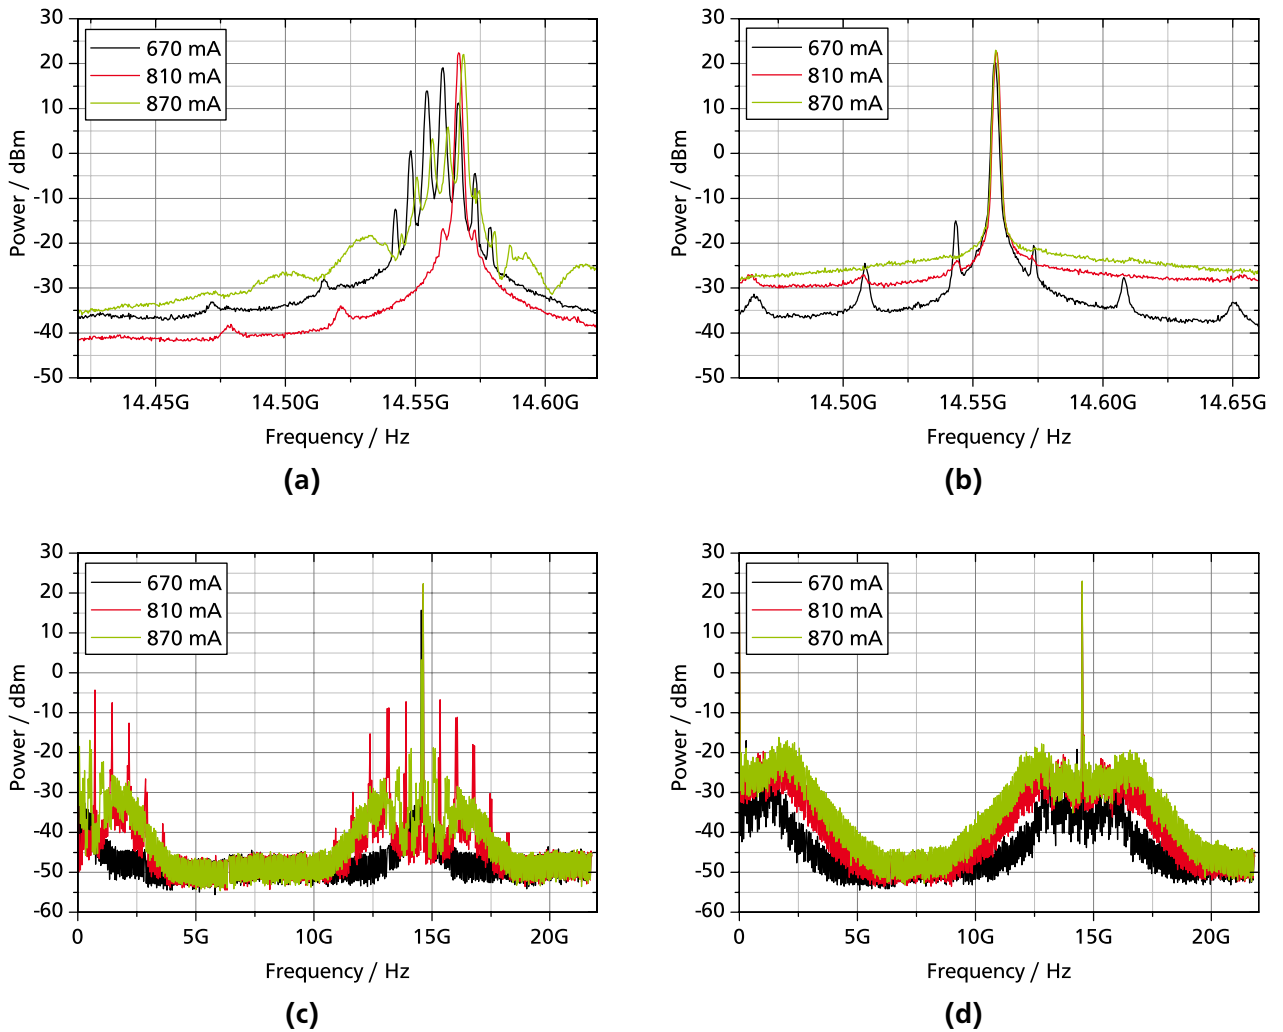 30
20
10
0
-10
-20
-30
-40
-50
Power / dBm
670 mA
810 mA
870 mA
14.45G 14.50G 14.55G 14.60G
Frequency / Hz
(a)
30
20
10
0
-10
-20
-30
-40
-50
Power / dBm
670 mA
810 mA
870 mA
14.50G 14.55G 14.60G 14.65G
Frequency / Hz
(b)
30
20
10
0
-10
-20
-30
-40
-50
-60
Power / dBm
670 mA
810 mA
870 mA
0 5G 10G 15G 20G
Frequency / Hz
(c)
30
20
10
0
-10
-20
-30
-40
-50
-60
Power / dBm
670 mA
810 mA
870 mA
0 5G 10G 15G 20G
Frequency / Hz
(d)